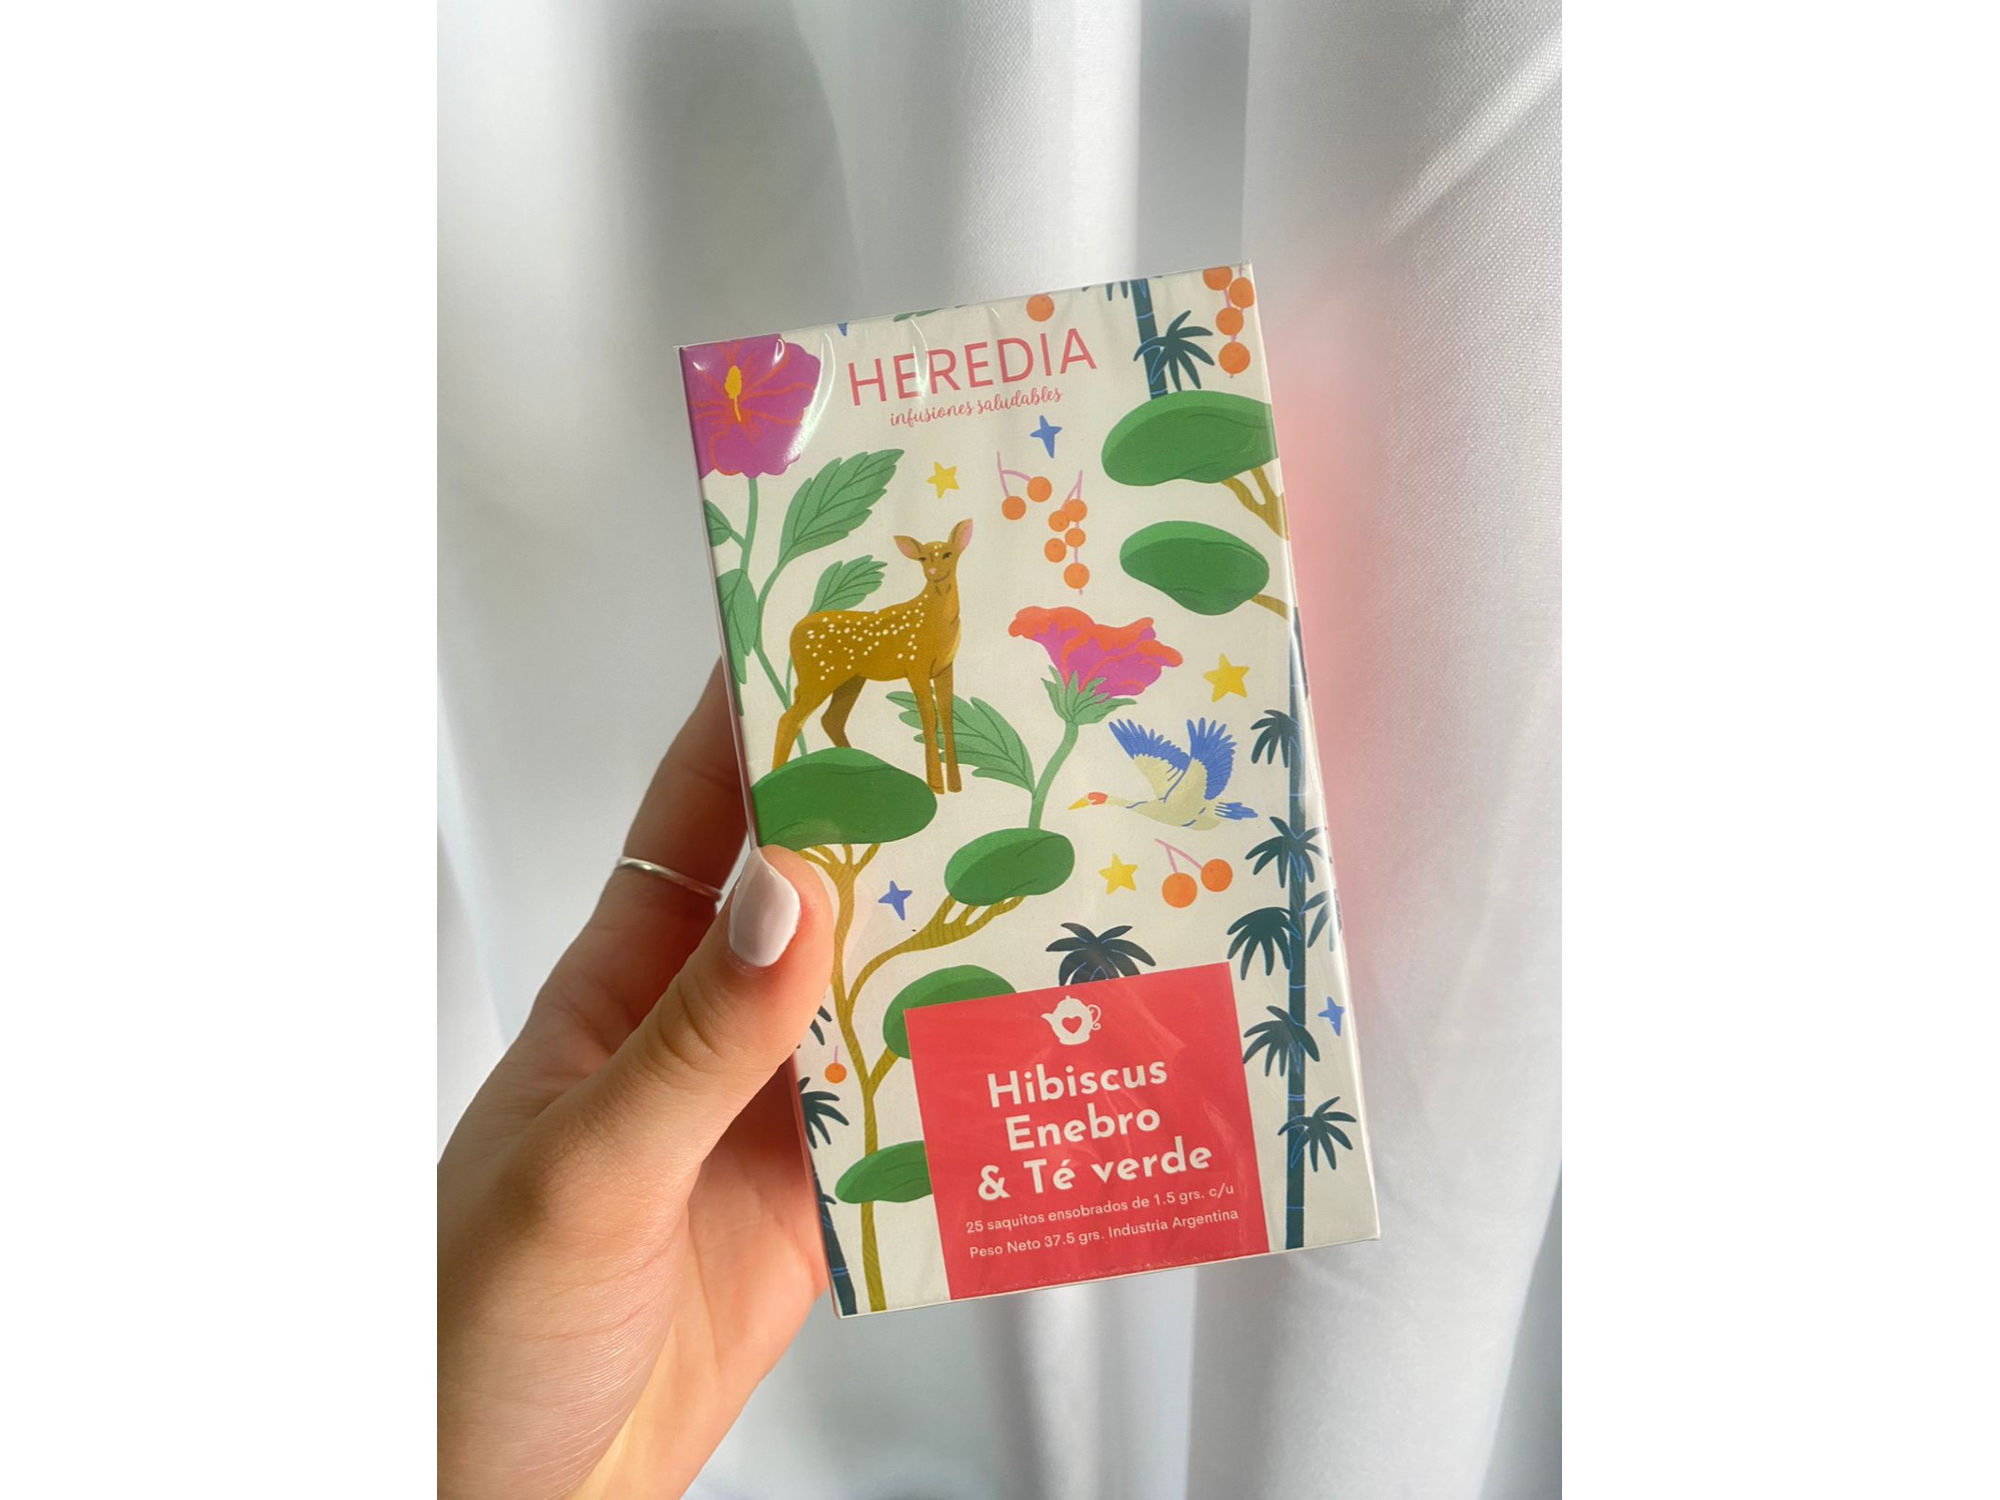 HEREDIA
infusiones saludables
Hibiscus
Enebro
& Té verde
25 saquitos ensobrados de 1.5 grs. c/u
Peso Neto 37.5 grs. Industria Argentina